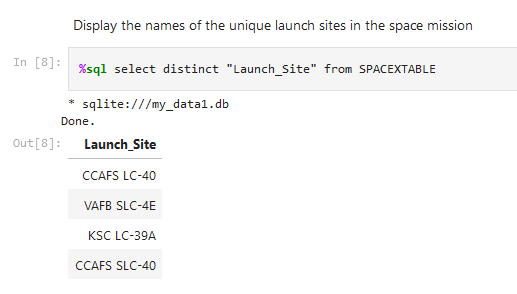 Display the names of the unique launch sites in the space mission
In [8]: %sql select distinct "Launch_Site" from SPACEXTABLE
* sqlite:///my_data1.db
Done.
Out[8]: Launch_Site
CCAFS LC-40
VAFB SLC-4E
KSC LC-39A
CCAFS SLC-40